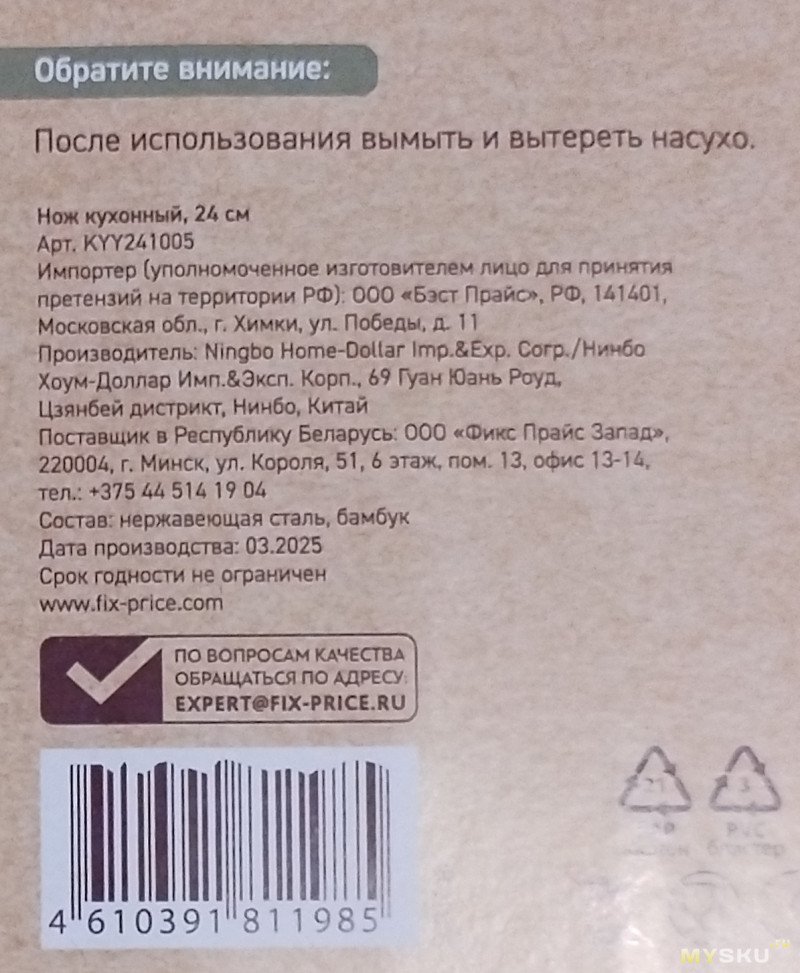 Обратите внимание:
После использования вымыть и вытереть насухо.
Нож кухонный, 24 см
Арт. KYY241005
Импортер (уполномоченное изготовителем лицо для принятия
претензий на территории РФ): ООО «Бэст Прайс», РФ, 141401,
Московская обл., г. Химки, ул. Победы, д. 11
Производитель: Ningbo Home-Dollar Imp.&Exp. Corp./Нинбо
Хоум-Доллар Имп.&Эксп. Корп., 69 Гуан Юань Роуд,
Цзянбей дистрикт, Нинбо, Китай
Поставщик в Республику Беларусь: ООО «Фикс Прайс Запад»,
220004, г. Минск, ул. Короля, 51, 6 этаж, пом. 13, офис 13-14,
тел.: +375 44 514 19 04
Состав: нержавеющая сталь, бамбук
Дата производства: 03.2025
Срок годности не ограничен
www.fix-price.com
ПО ВОПРОСАМ КАЧЕСТВА
ОБРАЩАТЬСЯ ПО АДРЕСУ:
EXPERT@FIX-PRICE.RU
21 3
PVC
блистер
4 610391 811985
MYSKU